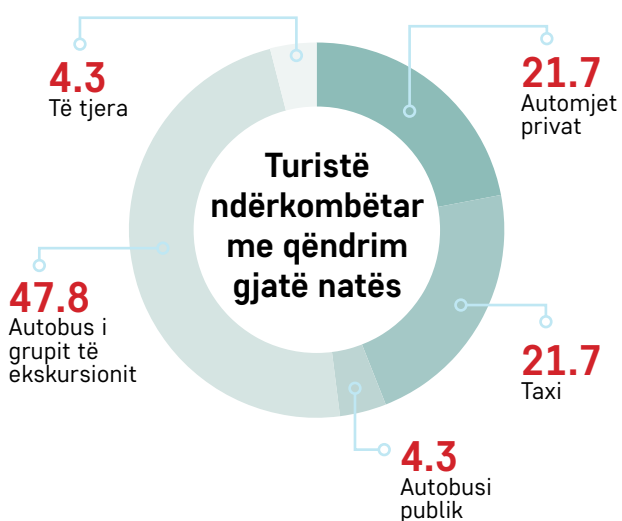 4.3
Të tjera
21.7
Automjet
privat
Turistë
ndërkombëtar
me qëndrim
gjatë natës
47.8
Autobus i
grupit të
ekskursionit
21.7
Taxi
4.3
Autobusi
publik